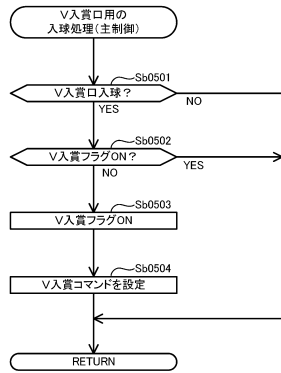 V入賞口用の
入球処理(主制御)
Sb0501
V入賞口入球？
NO
YES
Sb0502
V入賞フラグON？
YES
NO
Sb0503
V入賞フラグON
Sb0504
V入賞コマンドを設定
RETURN